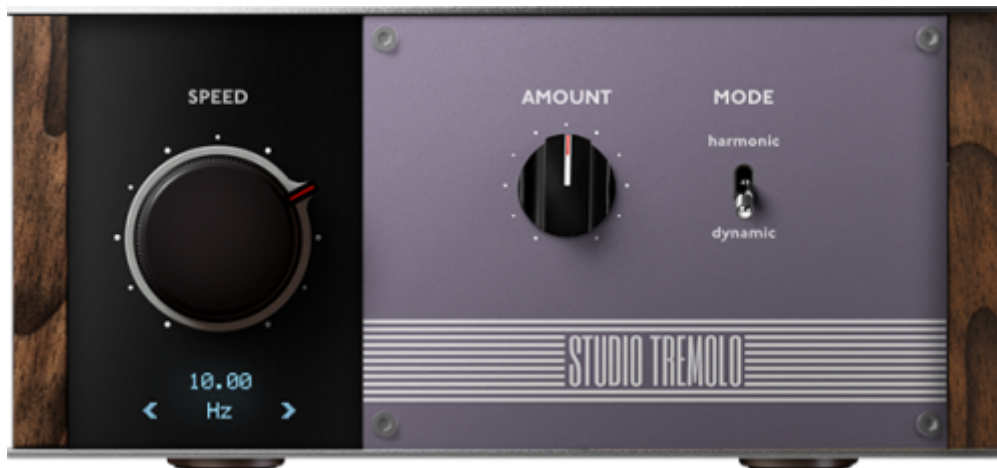 SPEED
AMOUNT
MODE
harmonic
dynamic
STUDIO TREMOLO
10.00
< Hz >